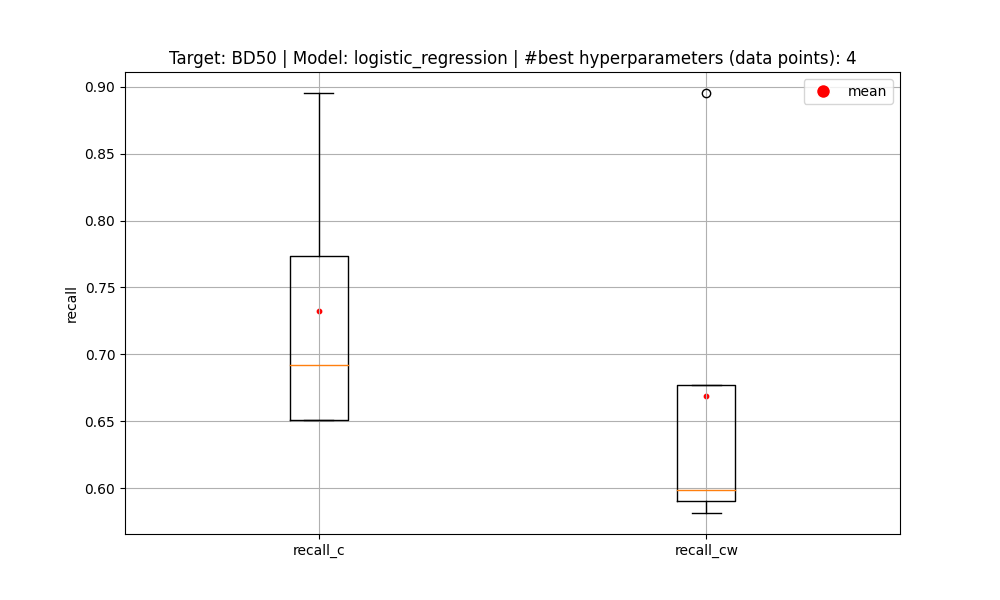 Target: BD50 | Model: logistic_regression | #best hyperparameters (data points): 4
mean
0.90
0.85
0.80
0.75
0.70
0.65
0.60
recall
recall_c
recall_cw